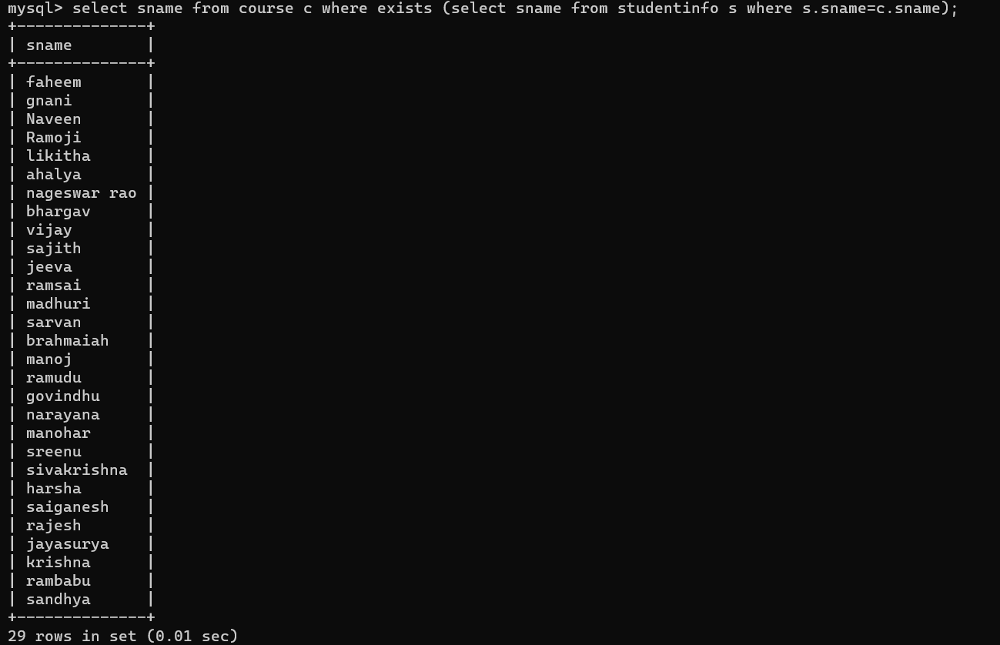 mysql> select sname from course c where exists (select sname from studentinfo s where s.sname=c.sname);
+--------------+
| sname        |
+--------------+
| faheem       |
| gnani        |
| Naveen       |
| Ramoji       |
| likitha      |
| ahalya       |
| nageswar rao |
| bhargav      |
| vijay        |
| sajith       |
| jeeva        |
| ramsai       |
| madhuri      |
| sarvan       |
| brahmaiah    |
| manoj        |
| ramudu       |
| govindhu     |
| narayana     |
| manohar      |
| sreenu       |
| sivakrishna  |
| harsha       |
| saiganesh    |
| rajesh       |
| jayasurya    |
| krishna      |
| rambabu      |
| sandhya      |
+--------------+
29 rows in set (0.01 sec)